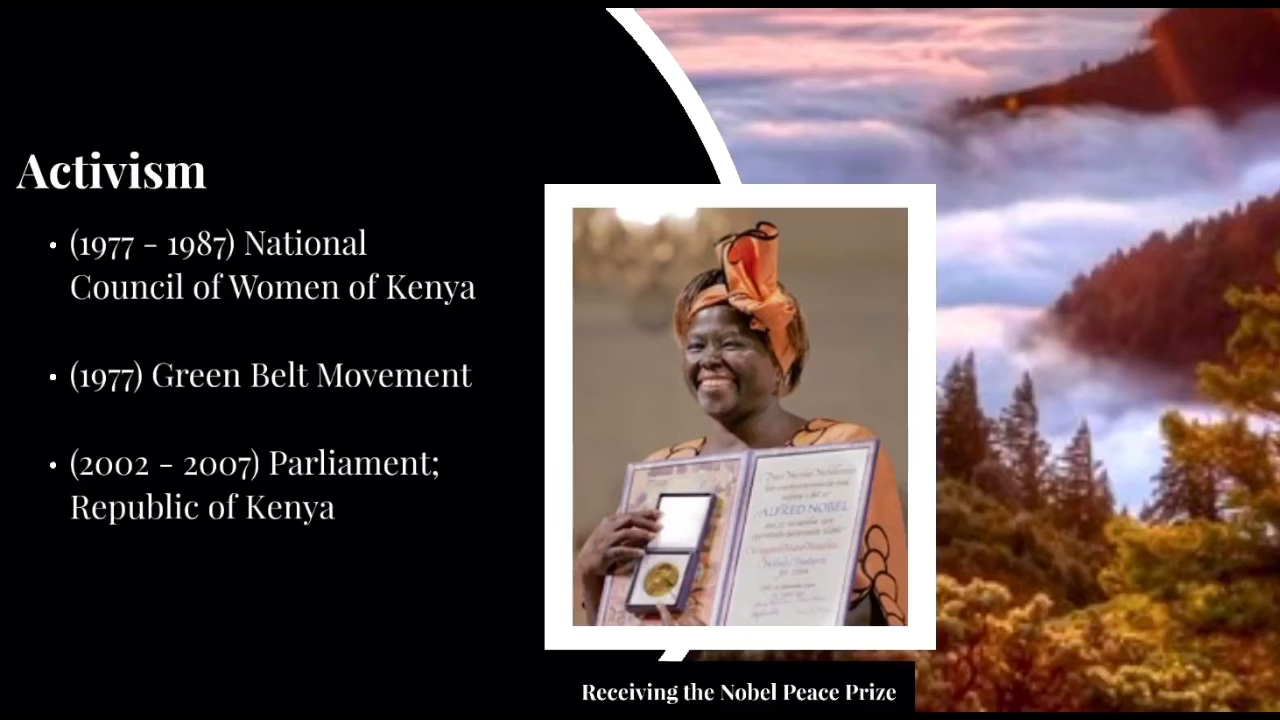 Activism
• (1977 - 1987) National
Council of Women of Kenya
• (1977) Green Belt Movement
• (2002 - 2007) Parliament;
Republic of Kenya
ALFRED NOBEL
Receiving the Nobel Peace Prize